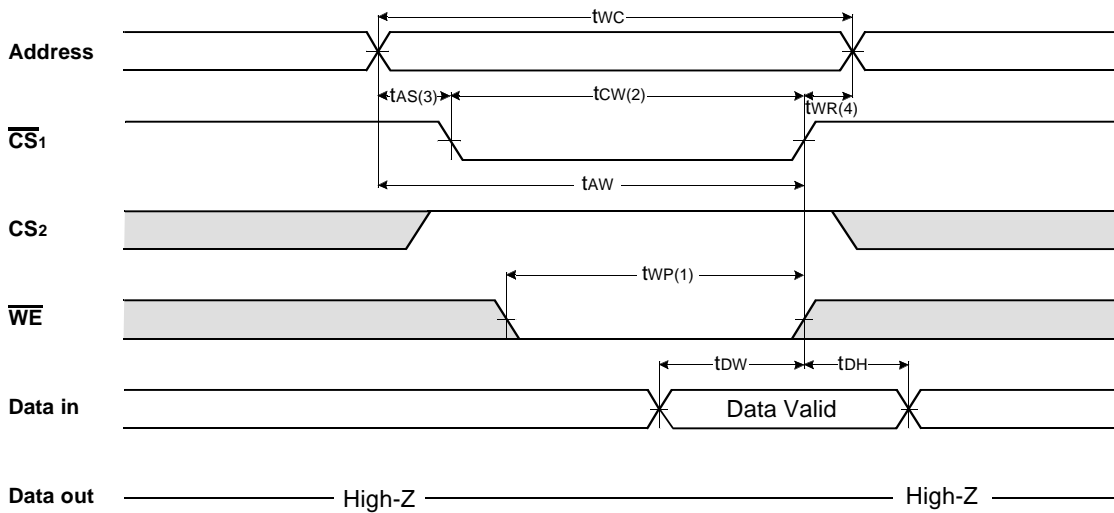 tWC
Address
tAS(3) tCW(2) tWR(4)
CS1
tAW
CS2
tWP(1)
WE
tDW tDH
Data in Data Valid
Data out High-Z High-Z